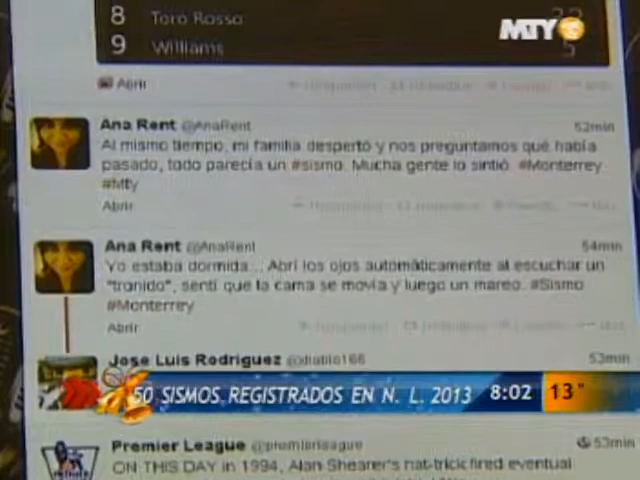 8 Toro Rosso
MTY
9 Williams 5
Abrir
Ana Rent @AnaRent 52min
Al mismo tiempo, mi familia despertó y nos preguntamos qué había
pasado, todo parecía un #sismo. Mucha gente lo sintió. #Monterrey
#Mty
Abrir
Ana Rent @AnaRent 54min
Yo estaba dormida... Abrí los ojos automáticamente al escuchar un
"tronido", sentí que la cama se movía y luego un mareo. #Sismo
#Monterrey
Abrir
Jose Luis Rodriguez @diablo166 53min
50 SISMOS REGISTRADOS EN N. L. 2013 8:02 13°
Premier League @premierleague 53min
ON THIS DAY in 1994, Alan Shearer's hat-trick fired eventual